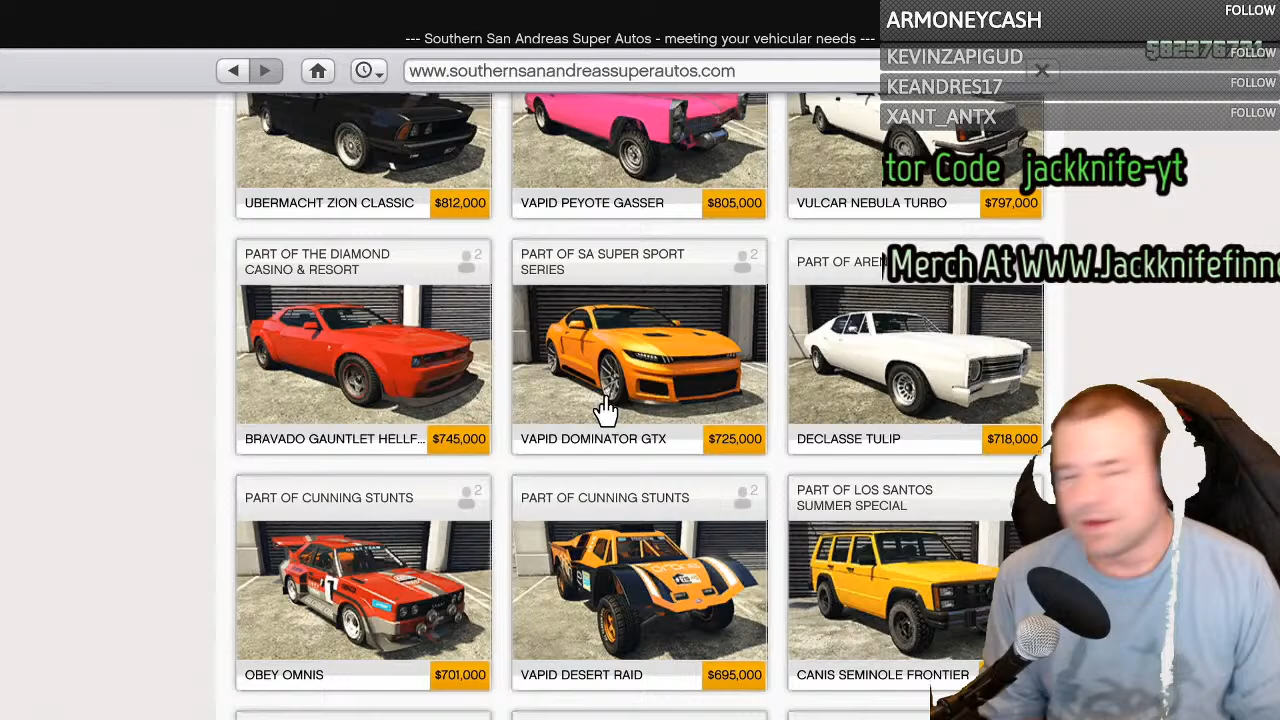 --- Southern San Andreas Super Autos - meeting your vehicular needs ---
www.southernsanandreassuperautos.com
ARMONEYCASH FOLLOW
KEVINZAPIGUD FOLLOW
KEANDRES17 FOLLOW
XANT_ANTX FOLLOW
tor Code jackknife-yt
Merch At WWW.Jackknifefinne
UBERMACHT ZION CLASSIC $812,000
VAPID PEYOTE GASSER $805,000
VULCAR NEBULA TURBO $797,000
PART OF THE DIAMOND
CASINO & RESORT 2
PART OF SA SUPER SPORT
SERIES 2
PART OF AREN
BRAVADO GAUNTLET HELLF... $745,000
VAPID DOMINATOR GTX $725,000
DECLASSE TULIP $718,000
PART OF CUNNING STUNTS 2
PART OF CUNNING STUNTS 2
PART OF LOS SANTOS
SUMMER SPECIAL
OBEY OMNIS $701,000
VAPID DESERT RAID $695,000
CANIS SEMINOLE FRONTIER